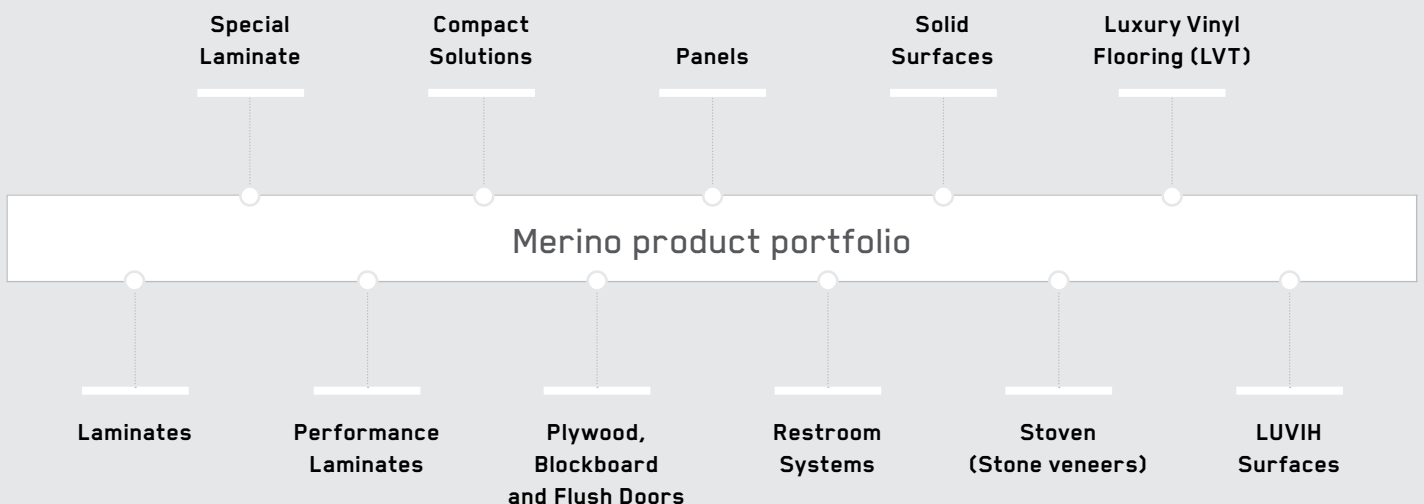 Special
Laminate
Compact
Solutions
Panels
Solid
Surfaces
Luxury Vinyl
Flooring (LVT)
Merino product portfolio
Laminates
Performance
Laminates
Plywood,
Blockboard
and Flush Doors
Restroom
Systems
Stoven
(Stone veneers)
LUVIH
Surfaces